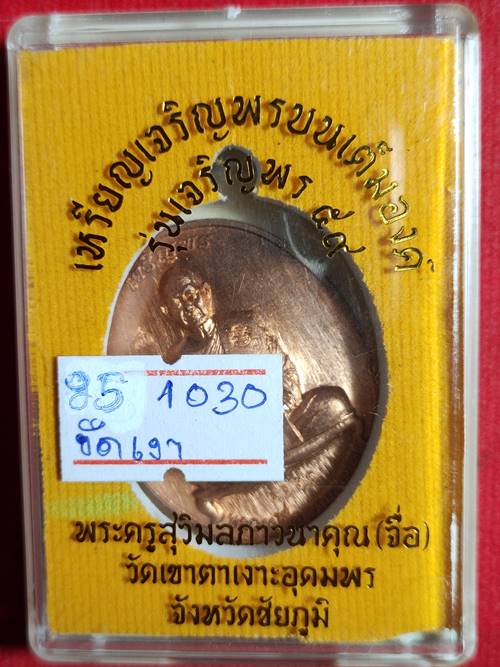 เหรียญเจริญพรบนเต็มองค์
รุ่นเจริญพร ๕๙
95 1030
ขัดเงา
พระครูสุวิมลภาวนาคุณ (จื่อ)
วัดเขาตาเงาะอุดมพร
จังหวัดชัยภูมิ